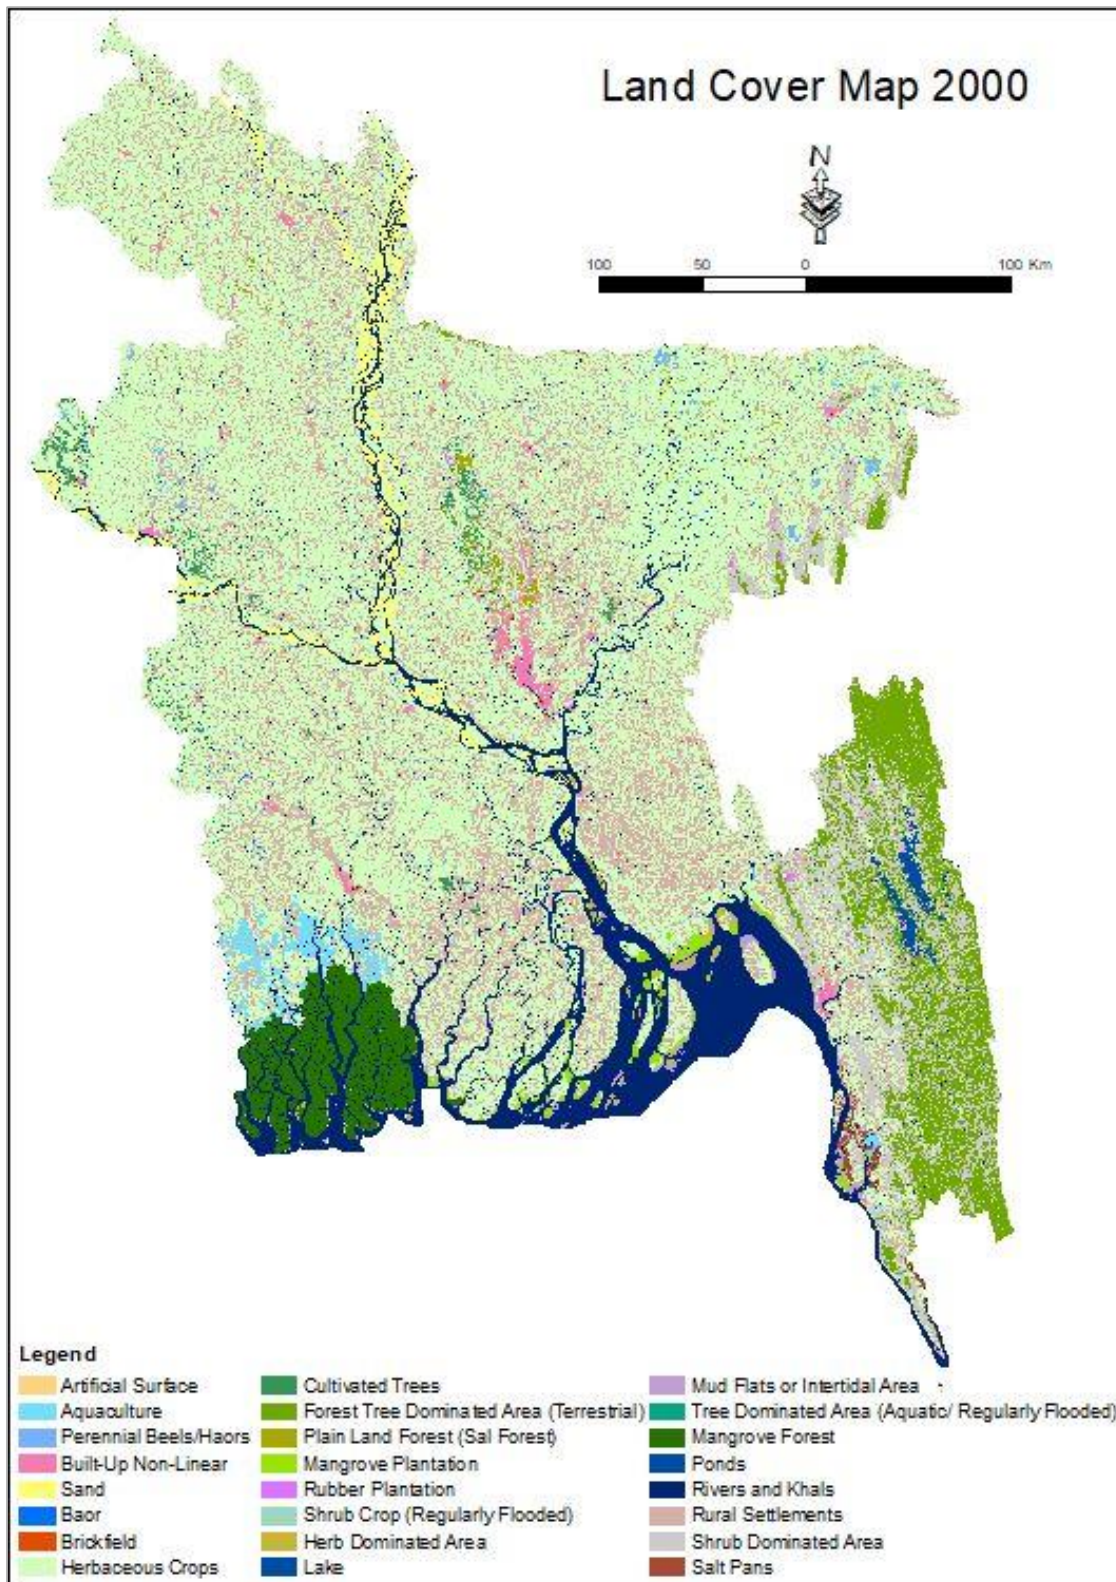 Land Cover Map 2000
N
100 50 0 100 Km
Legend
Artificial Surface
Aquaculture
Perennial Beels/Haors
Built-Up Non-Linear
Sand
Baor
Brickfield
Herbaceous Crops
Cultivated Trees
Forest Tree Dominated Area (Terrestrial)
Plain Land Forest (Sal Forest)
Mangrove Plantation
Rubber Plantation
Shrub Crop (Regularly Flooded)
Herb Dominated Area
Lake
Mud Flats or Intertidal Area
Tree Dominated Area (Aquatic/ Regularly Flooded)
Mangrove Forest
Ponds
Rivers and Khals
Rural Settlements
Shrub Dominated Area
Salt Pans